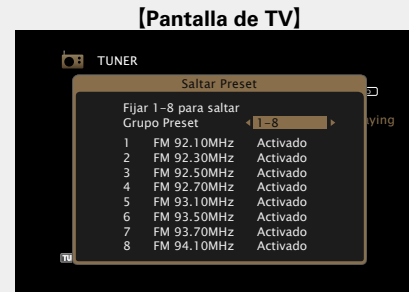 【Pantalla de TV】
TUNER
Saltar Preset
Fijar 1-8 para saltar
Grupo Preset 1-8
aying
1 FM 92.10MHz Activado
2 FM 92.30MHz Activado
3 FM 92.50MHz Activado
4 FM 92.70MHz Activado
5 FM 93.10MHz Activado
6 FM 93.50MHz Activado
7 FM 93.70MHz Activado
8 FM 94.10MHz Activado
TU